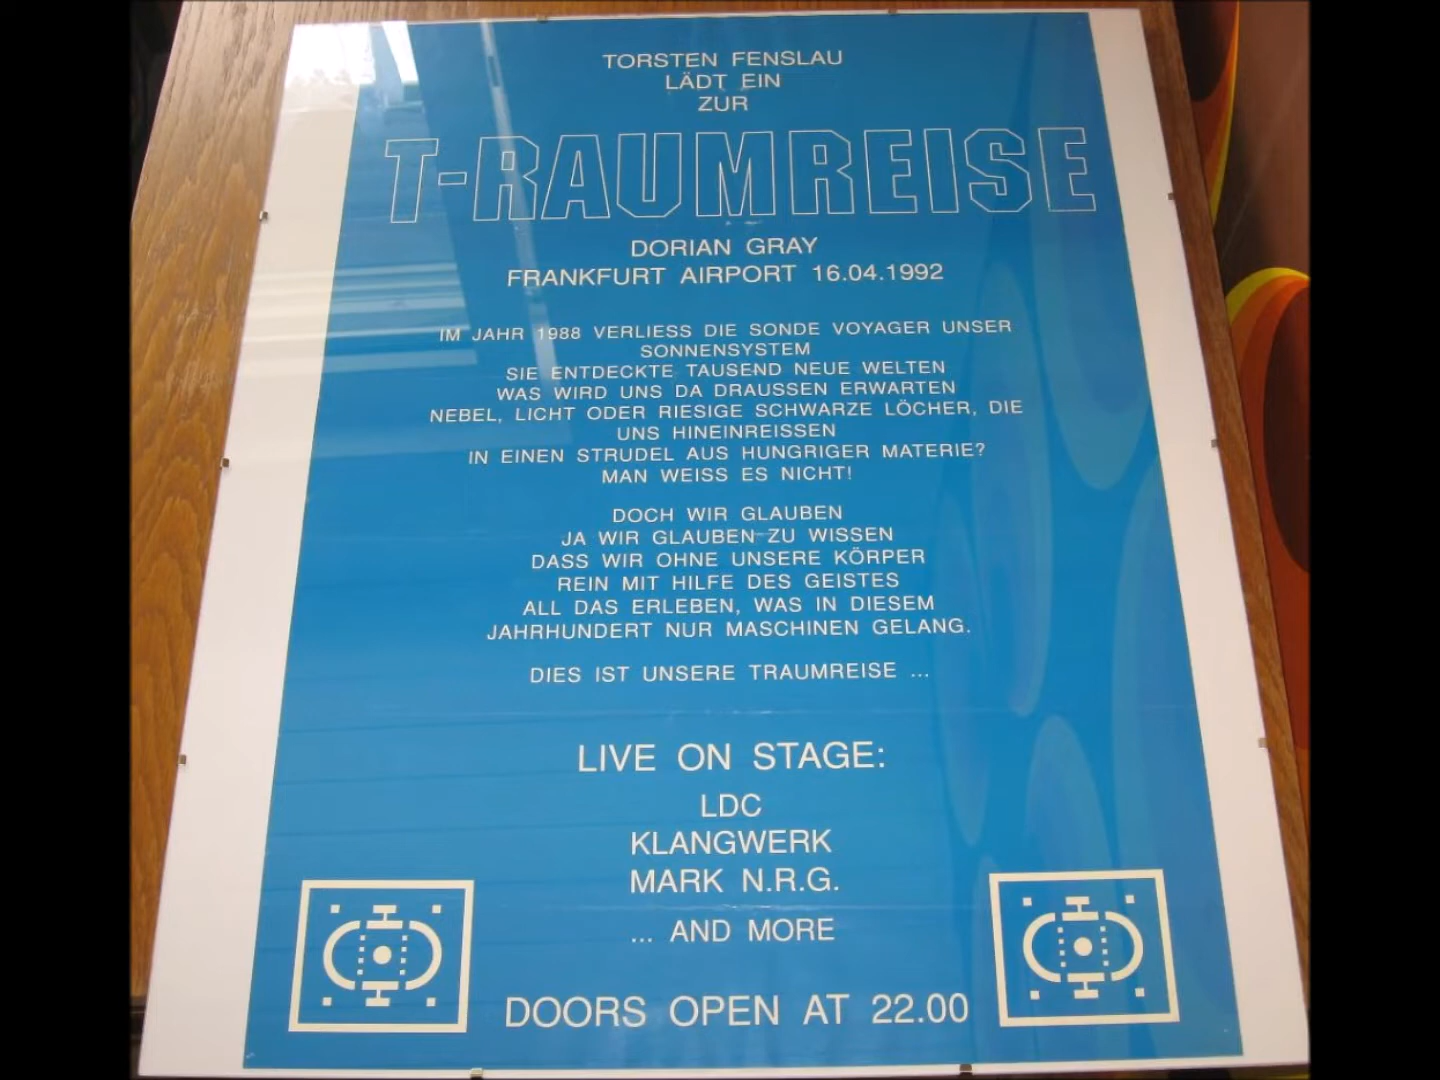 TORSTEN FENSLAU
LÄDT EIN
ZUR
T-RAUMREISE
DORIAN GRAY
FRANKFURT AIRPORT 16.04.1992
IM JAHR 1988 VERLIESS DIE SONDE VOYAGER UNSER
SONNENSYSTEM
SIE ENTDECKTE TAUSEND NEUE WELTEN
WAS WIRD UNS DA DRAUSSEN ERWARTEN
NEBEL, LICHT ODER RIESIGE SCHWARZE LÖCHER, DIE
UNS HINEINREISSEN
IN EINEN STRUDEL AUS HUNGRIGER MATERIE?
MAN WEISS ES NICHT!
DOCH WIR GLAUBEN
JA WIR GLAUBEN ZU WISSEN
DASS WIR OHNE UNSERE KÖRPER
REIN MIT HILFE DES GEISTES
ALL DAS ERLEBEN, WAS IN DIESEM
JAHRHUNDERT NUR MASCHINEN GELANG.
DIES IST UNSERE TRAUMREISE ...
LIVE ON STAGE:
LDC
KLANGWERK
MARK N.R.G.
... AND MORE
DOORS OPEN AT 22.00